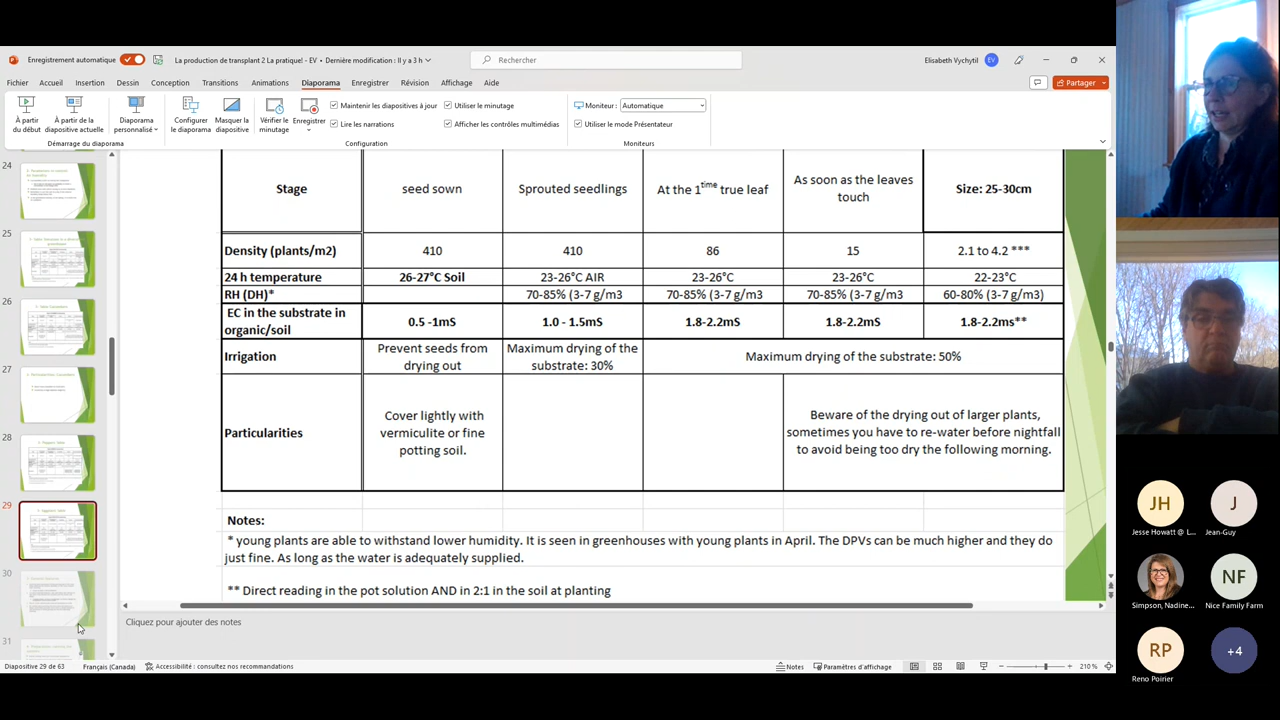 Enregistrement automatique
La production de transplant 2 La pratique! - EV • Dernière modification : Il y a 3 h
Rechercher
Elisabeth Vychytil
EV
Fichier
Accueil
Insertion
Dessin
Conception
Transitions
Animations
Diaporama
Enregistrer
Révision
Affichage
Aide
Partager
À partir
du début
À partir de la
diapositive actuelle
Diaporama
personnalisé
Configurer
le diaporama
Masquer la
diapositive
Vérifier le
minutage
Enregistrer
Maintenir les diapositives à jour
Lire les narrations
Utiliser le minutage
Afficher les contrôles multimédias
Moniteur :
Automatique
Utiliser le mode Présentateur
Démarrage du diaporama
Configuration
Moniteurs
24
25
26
27
28
29
30
31
Stage
seed sown
Sprouted seedlings
At the 1time true leaf
As soon as the leaves
touch
Size: 25-30cm
Density (plants/m2)
410
410
86
15
2.1 to 4.2 ***
24 h temperature
26-27°C Soil
23-26°C AIR
23-26°C
23-26°C
22-23°C
RH (DH)*
70-85% (3-7 g/m3
70-85% (3-7 g/m3
70-85% (3-7 g/m3
60-80% (3-7 g/m3)
EC in the substrate in
organic/soil
0.5 -1mS
1.0 - 1.5mS
1.8-2.2mS
1.8-2.2mS
1.8-2.2ms**
Irrigation
Prevent seeds from
drying out
Maximum drying of the
substrate: 30%
Maximum drying of the substrate: 50%
Particularities
Cover lightly with
vermiculite or fine
potting soil.
Beware of the drying out of larger plants,
sometimes you have to re-water before nightfall
to avoid being too dry the following morning.
Notes:
* young plants are able to withstand low humidity. It is seen in greenhouses with young plants in April. The DPVs can be much higher and they do
just fine. As long as the water is adequately supplied.
** Direct reading in the pot solution AND in 2:1 in the soil at planting
Cliquez pour ajouter des notes
Diapositive 29 de 63
Français (Canada)
Accessibilité : consultez nos recommandations
Notes
Paramètres d'affichage
210 %
JH
J
Jesse Howatt @ L...
Jean-Guy
NF
Simpson, Nadine...
Nice Family Farm
RP
+4
Reno Poirier